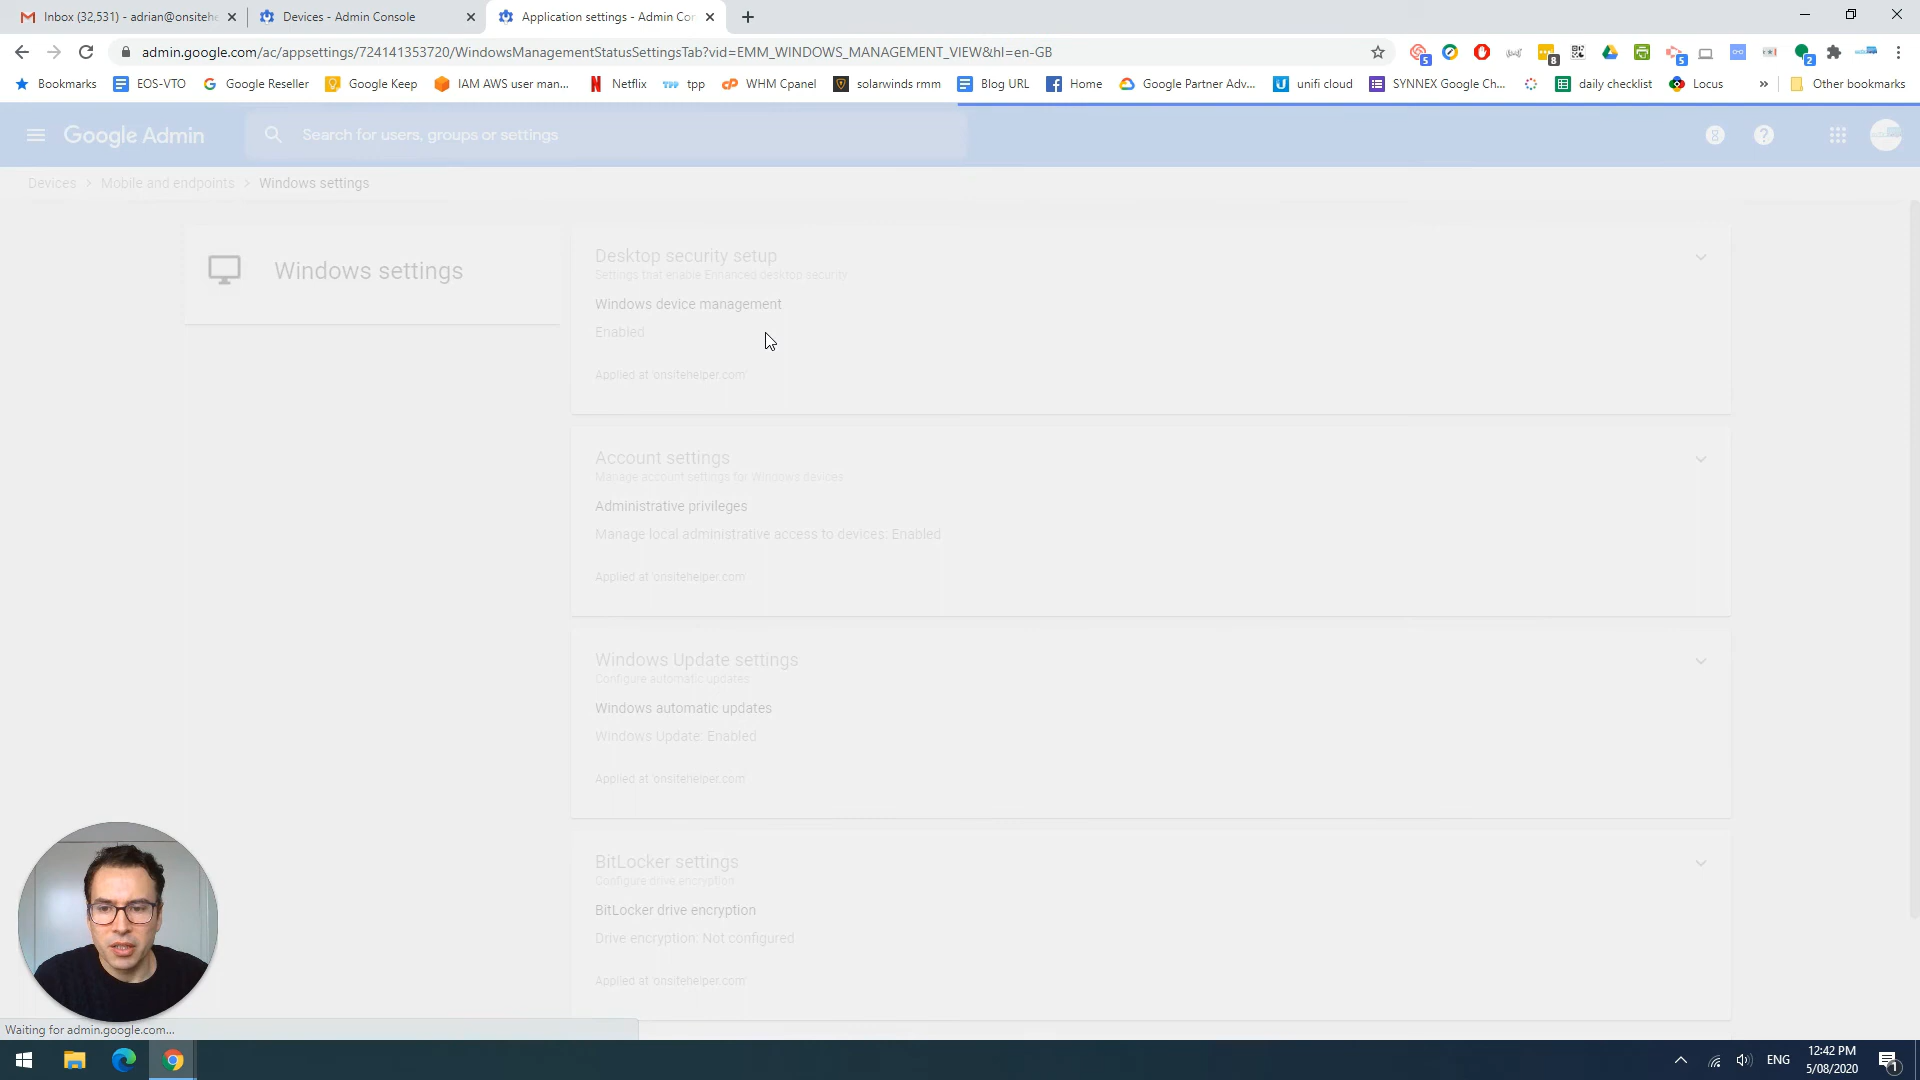 Inbox (32,531) - adrian@onsitehe
Devices - Admin Console
Application settings - Admin Con
admin.google.com/ac/appsettings/724141353720/WindowsManagementStatusSettingsTab?vid=EMM_WINDOWS_MANAGEMENT_VIEW&hl=en-GB
5
8
5
2
Bookmarks
EOS-VTO
Google Reseller
Google Keep
IAM AWS user man...
Netflix
tpp
WHM Cpanel
solarwinds rmm
Blog URL
Home
Google Partner Adv...
unifi cloud
SYNNEX Google Ch...
daily checklist
Locus
»
Other bookmarks
Google Admin
Search for users, groups or settings
Devices > Mobile and endpoints > Windows settings
Windows settings
Desktop security setup
Settings that enable Enhanced desktop security
Windows device management
Enabled
Applied at 'onsitehelper.com'
Account settings
Manage account settings for Windows devices
Administrative privileges
Manage local administrative access to devices: Enabled
Applied at 'onsitehelper.com'
Windows Update settings
Configure automatic updates
Windows automatic updates
Windows Update: Enabled
Applied at 'onsitehelper.com'
BitLocker settings
Configure drive encryption
BitLocker drive encryption
Drive encryption: Not configured
Applied at 'onsitehelper.com'
Waiting for admin.google.com...
ENG
12:42 PM
5/08/2020
1